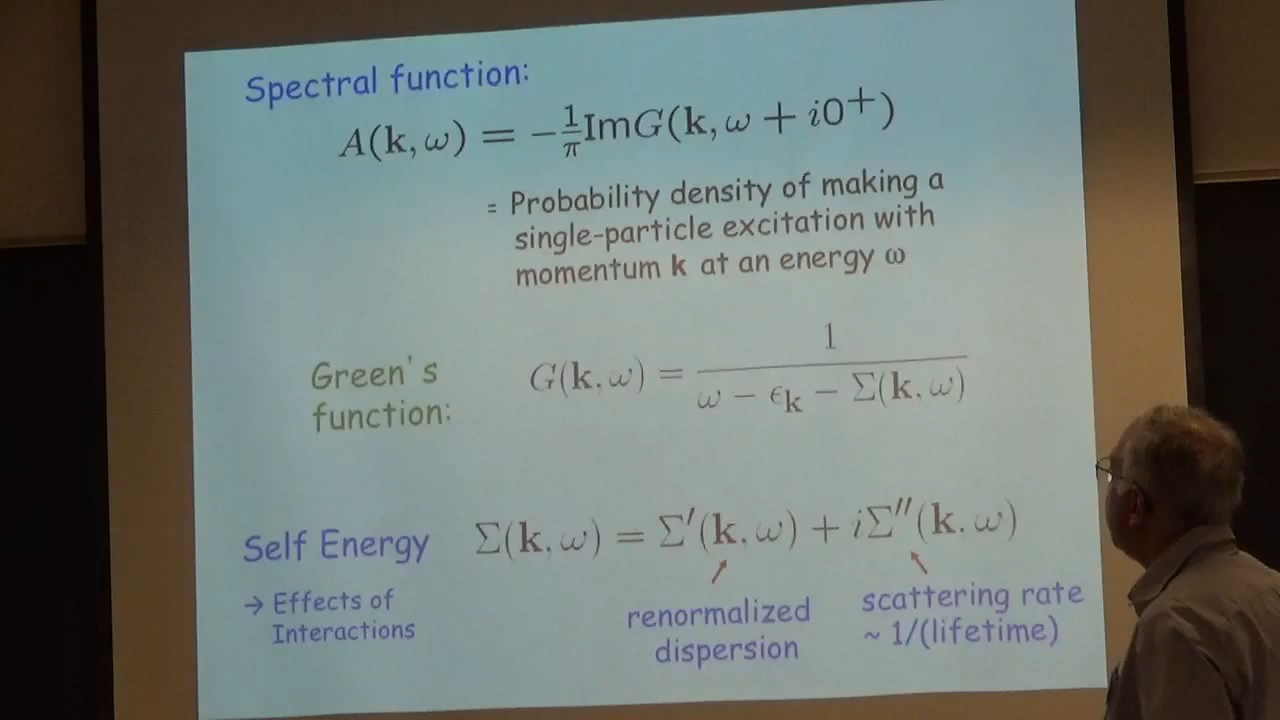 Spectral function:
A(k, ω) = −1/π ImG(k, ω + i0⁺)
= Probability density of making a
single-particle excitation with
momentum k at an energy ω
Green's
function:
G(k, ω) = 1 / (ω − ϵₖ − Σ(k, ω))
Self Energy
Σ(k, ω) = Σ′(k, ω) + iΣ″(k, ω)
→ Effects of
Interactions
renormalized
dispersion
scattering rate
~ 1/(lifetime)